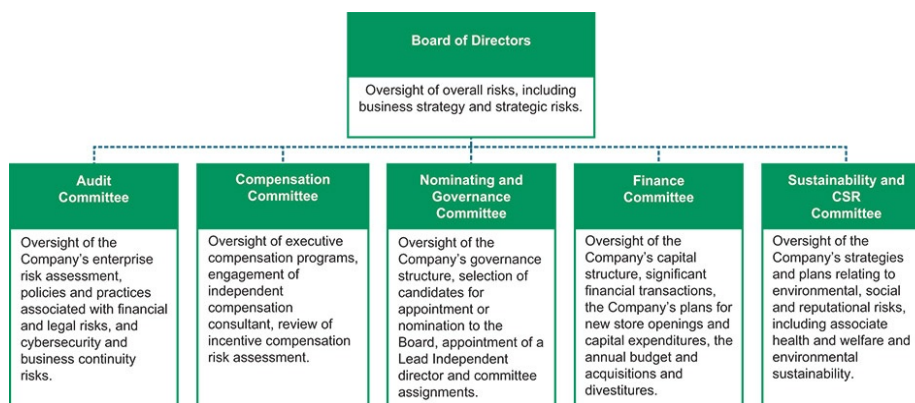 Board of Directors
Oversight of overall risks, including
business strategy and strategic risks.
Audit
Committee
Oversight of the
Company's enterprise
risk assessment,
policies and practices
associated with financial
and legal risks, and
cybersecurity and
business continuity
risks.
Compensation
Committee
Oversight of executive
compensation programs,
engagement of
independent
compensation
consultant, review of
incentive compensation
risk assessment.
Nominating and
Governance
Committee
Oversight of the
Company's governance
structure, selection of
candidates for
appointment or
nomination to the
Board, appointment of a
Lead Independent
director and committee
assignments.
Finance
Committee
Oversight of the
Company's capital
structure, significant
financial transactions,
the Company's plans for
new store openings and
capital expenditures, the
annual budget and
acquisitions and
divestitures.
Sustainability and
CSR
Committee
Oversight of the
Company's strategies
and plans relating to
environmental, social
and reputational risks,
including associate
health and welfare and
environmental
sustainability.